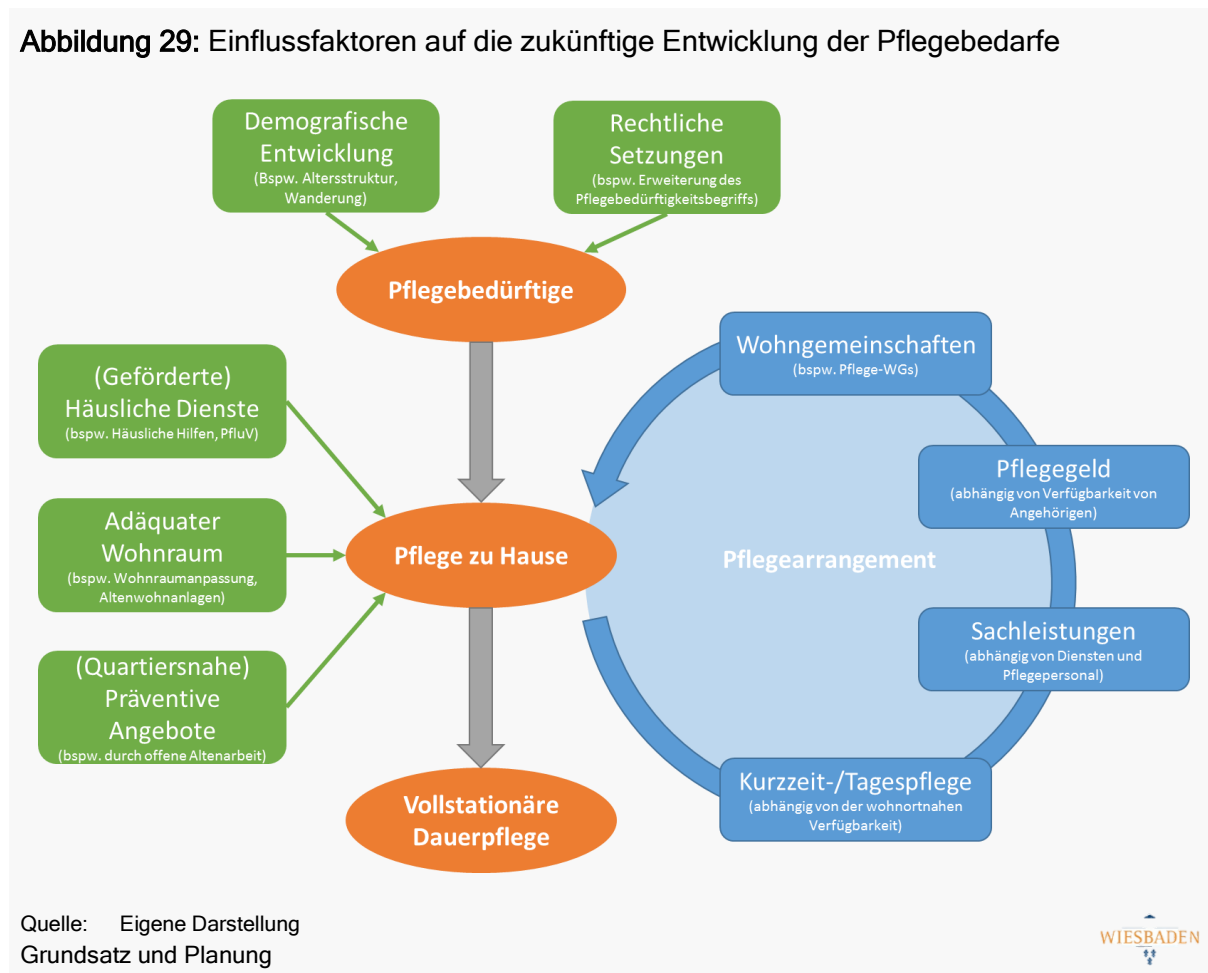 Abbildung 29: Einflussfaktoren auf die zukünftige Entwicklung der Pflegebedarfe
Demografische
Entwicklung
(Bspw. Altersstruktur,
Wanderung)
Rechtliche
Setzungen
(bspw. Erweiterung des
Pflegebedürftigkeitsbegriffs)
Pflegebedürftige
(Geförderte)
Häusliche Dienste
(bspw. Häusliche Hilfen, PfluV)
Adäquater
Wohnraum
(bspw. Wohnraumanpassung,
Altenwohnanlagen)
(Quartiersnahe)
Präventive
Angebote
(bspw. durch offene Altenarbeit)
Pflege zu Hause
Vollstationäre
Dauerpflege
Wohngemeinschaften
(bspw. Pflege-WGs)
Pflegegeld
(abhängig von Verfügbarkeit von
Angehörigen)
Pflegearrangement
Sachleistungen
(abhängig von Diensten und
Pflegepersonal)
Kurzzeit-/Tagespflege
(abhängig von der wohnortnahen
Verfügbarkeit)
Quelle: Eigene Darstellung
Grundsatz und Planung
WIESBADEN